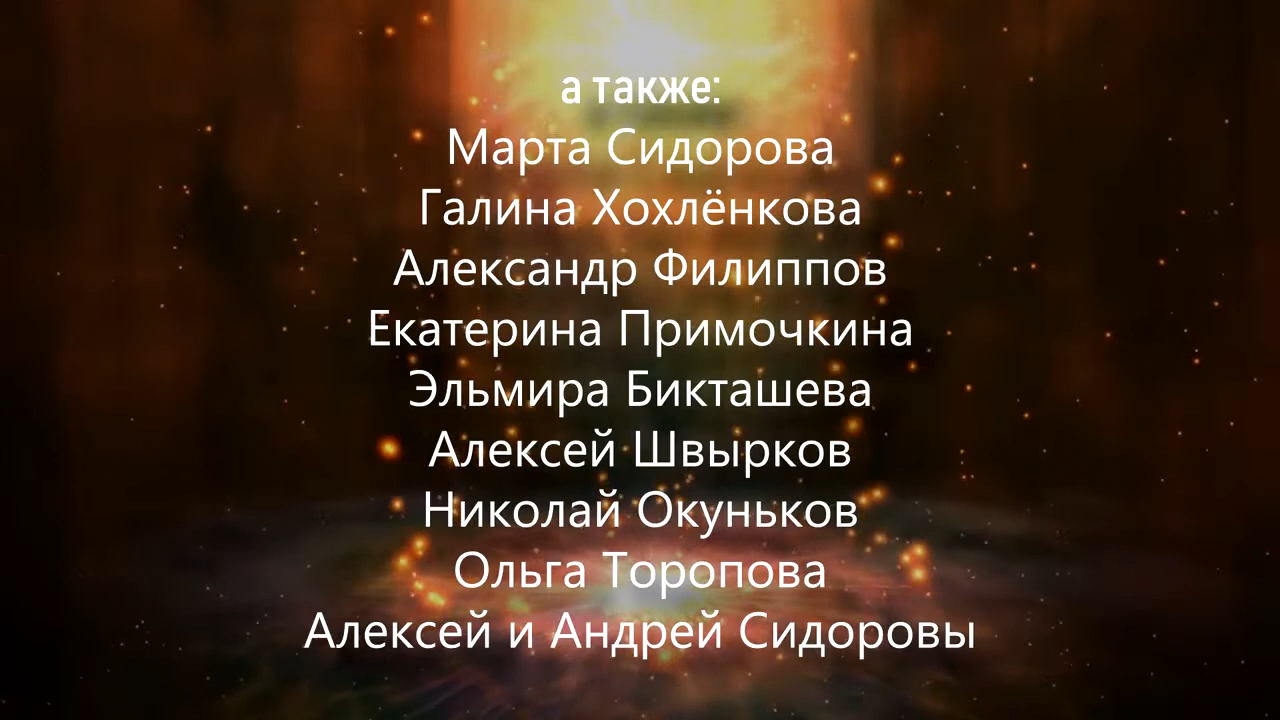 а также:
Марта Сидорова
Галина Хохлёнкова
Александр Филиппов
Екатерина Примочкина
Эльмира Бикташева
Алексей Швырков
Николай Окуньков
Ольга Торопова
Алексей и Андрей Сидоровы